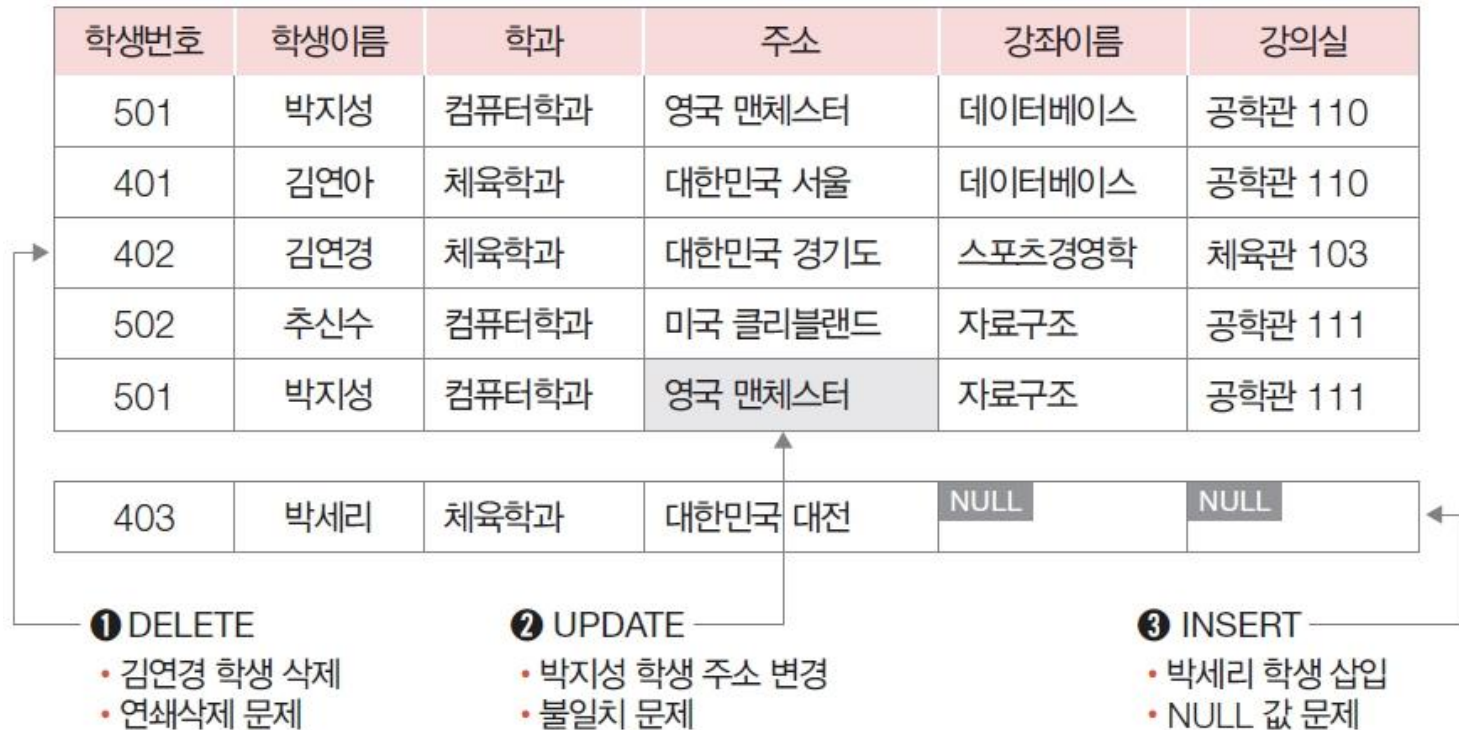 학생번호 학생이름 학과 주소 강좌이름 강의실
501 박지성 컴퓨터학과 영국 맨체스터 데이터베이스 공학관 110
401 김연아 체육학과 대한민국 서울 데이터베이스 공학관 110
402 김연경 체육학과 대한민국 경기도 스포츠경영학 체육관 103
502 추신수 컴퓨터학과 미국 클리블랜드 자료구조 공학관 111
501 박지성 컴퓨터학과 영국 맨체스터 자료구조 공학관 111
403 박세리 체육학과 대한민국 대전 NULL NULL
❶ DELETE ❷ UPDATE ❸ INSERT
• 김연경 학생 삭제 • 박지성 학생 주소 변경 • 박세리 학생 삽입
• 연쇄삭제 문제 • 불일치 문제 • NULL 값 문제